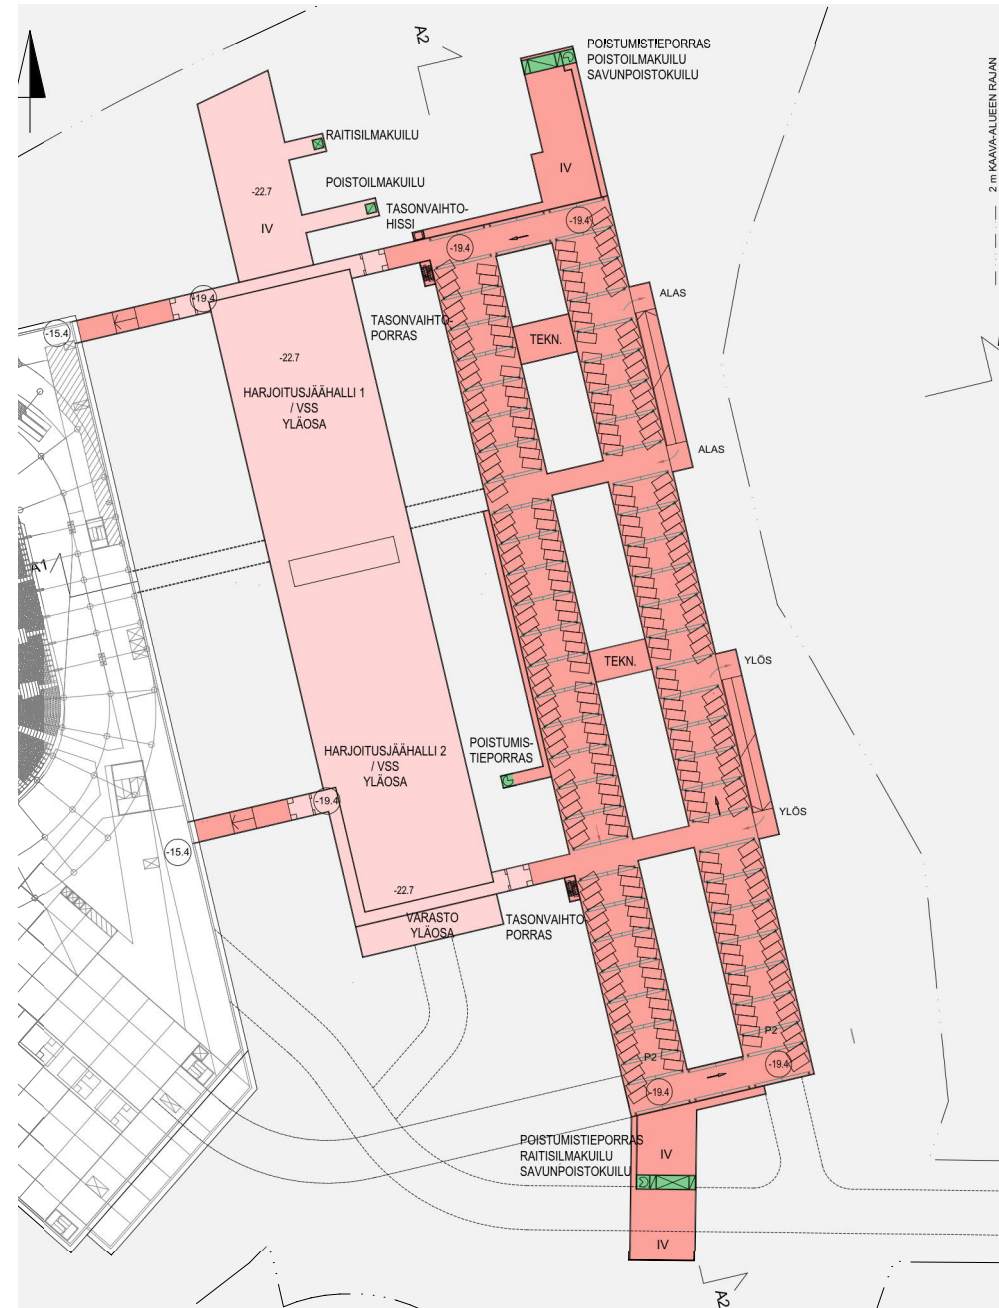 A2
POISTUMISTIEPORRAS
POISTOILMAKUILU
SAVUNPOISTOKUILU
2 m KAAVA-ALUEEN RAJAN
RAITISILMAKUILU
IV
POISTOILMAKUILU
-22.7
TASONVAIHTO-
HISSI
IV
-19.4
-19.4
-19.4
ALAS
-15.4
TASONVAIHTO-
PORRAS
TEKN.
-22.7
HARJOITUSJÄÄHALLI 1
/ VSS
YLÄOSA
ALAS
A1
TEKN.
YLÖS
POISTUMIS-
TIEPORRAS
HARJOITUSJÄÄHALLI 2
/ VSS
YLÄOSA
-19.4
YLÖS
-15.4
-22.7
VARASTO
YLÄOSA
TASONVAIHTO-
PORRAS
P2
P2
-19.4
-19.4
POISTUMISTIEPORRAS
RAITISILMAKUILU
SAVUNPOISTOKUILU
IV
IV
A2